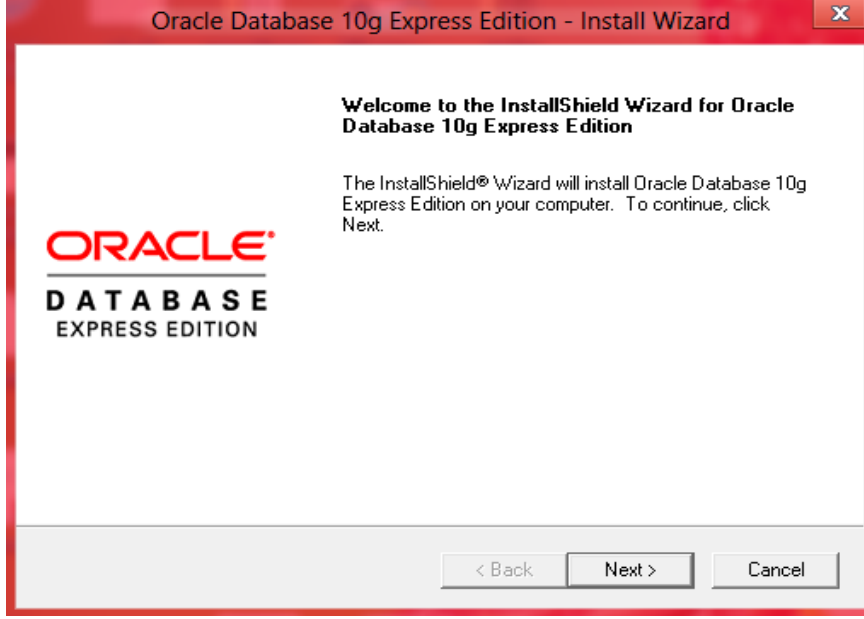 Oracle Database 10g Express Edition - Install Wizard
x
Welcome to the InstallShield Wizard for Oracle
Database 10g Express Edition
The InstallShield® Wizard will install Oracle Database 10g
Express Edition on your computer.  To continue, click
Next.
ORACLE
DATABASE
EXPRESS EDITION
< Back
Next >
Cancel